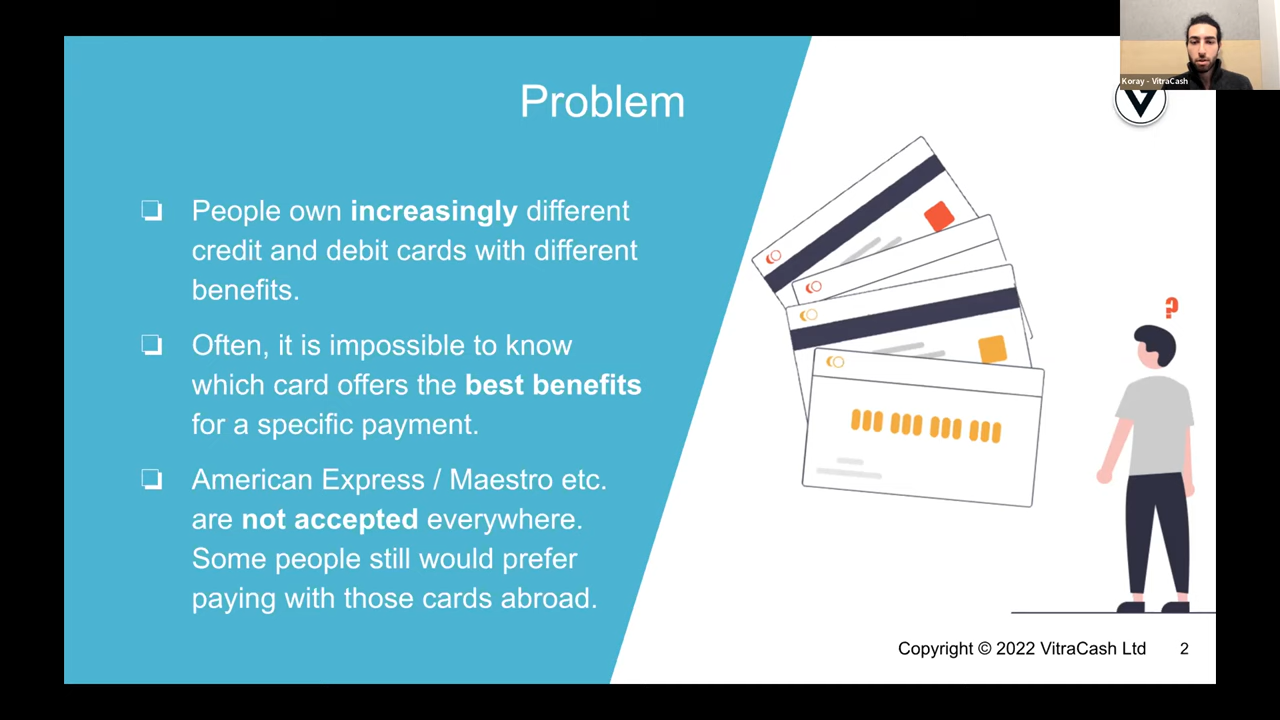 Koray - VitraCash
Problem
❏ People own increasingly different
credit and debit cards with different
benefits.
❏ Often, it is impossible to know
which card offers the best benefits
for a specific payment.
❏ American Express / Maestro etc.
are not accepted everywhere.
Some people still would prefer
paying with those cards abroad.
?
Copyright © 2022 VitraCash Ltd 2